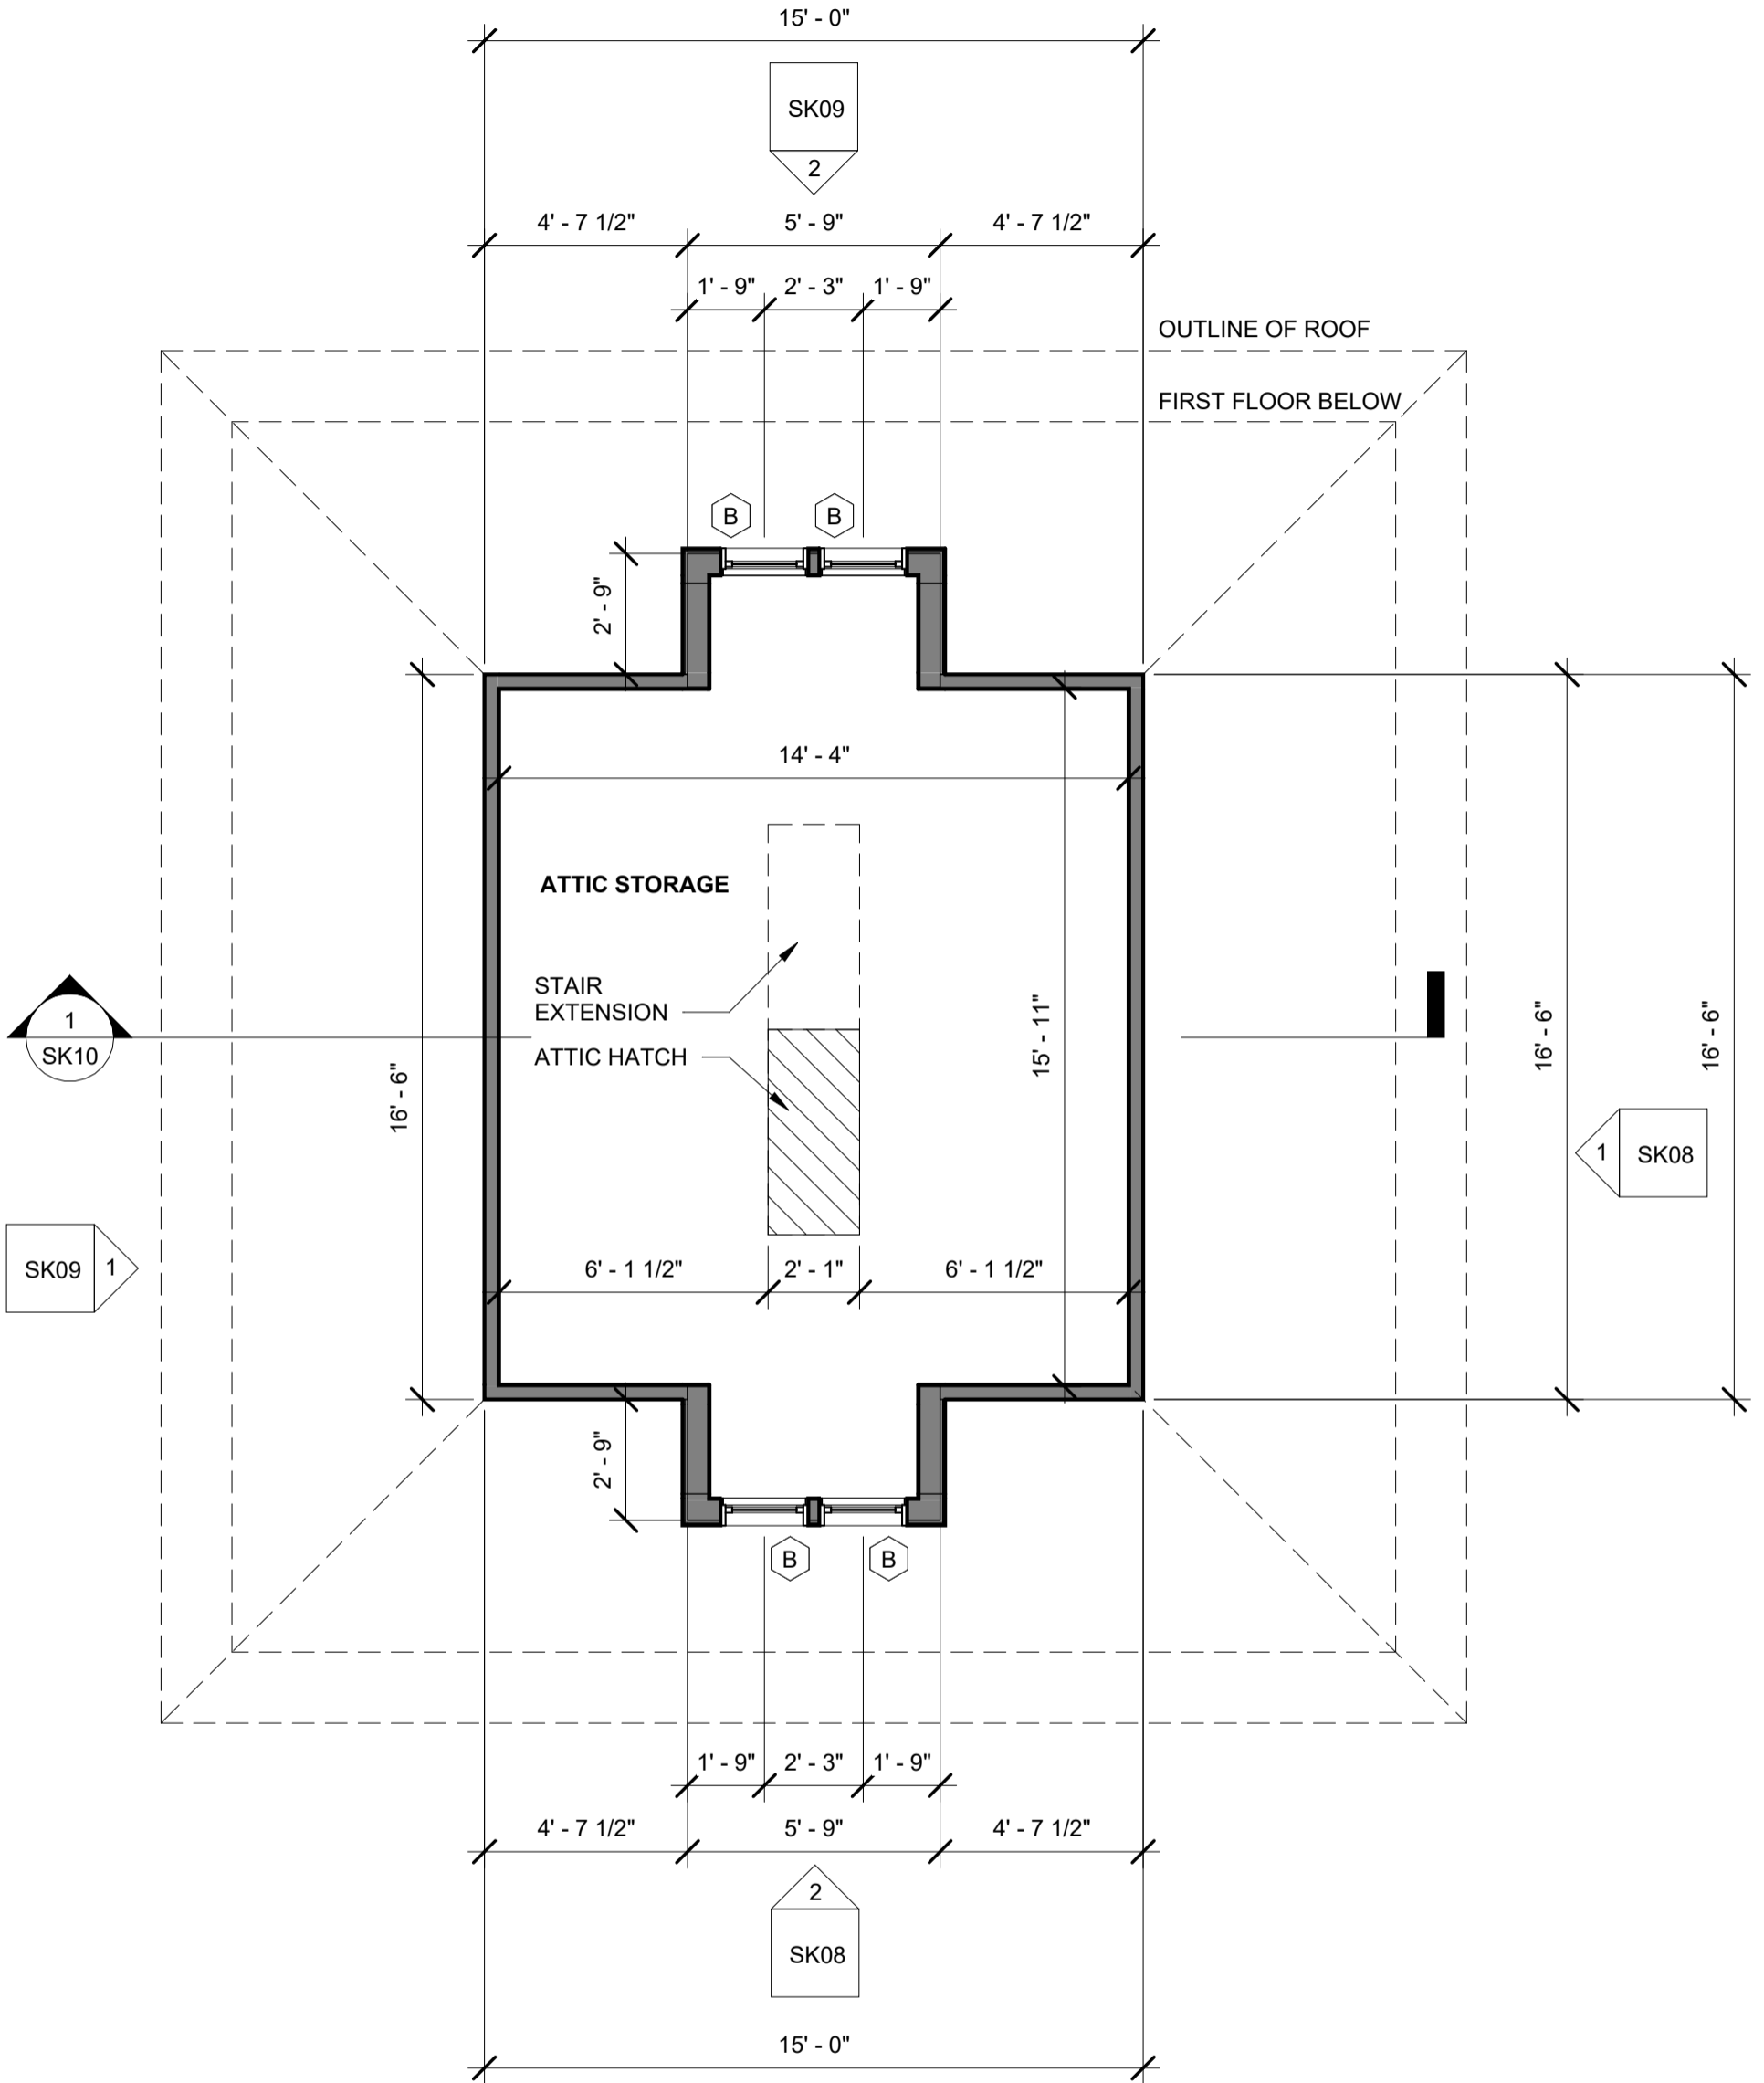 15' - 0"
SK09
2
4' - 7 1/2" 5' - 9" 4' - 7 1/2"
1' - 9" 2' - 3" 1' - 9"
OUTLINE OF ROOF
FIRST FLOOR BELOW
B B
2' - 9"
14' - 4"
ATTIC STORAGE
STAIR
EXTENSION
ATTIC HATCH
1
SK10
15' - 11"
16' - 6"
16' - 6"
16' - 6"
1 SK08
SK09 1
6' - 1 1/2" 2' - 1" 6' - 1 1/2"
2' - 9"
B B
1' - 9" 2' - 3" 1' - 9"
4' - 7 1/2" 5' - 9" 4' - 7 1/2"
2
SK08
15' - 0"